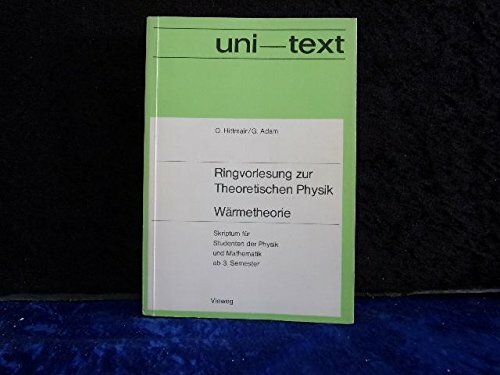 uni—text
O. Hittmair/G. Adam
Ringvorlesung zur
Theoretischen Physik
Wärmetheorie
Skriptum für
Studenten der Physik
und Mathematik
ab 3. Semester
Vieweg